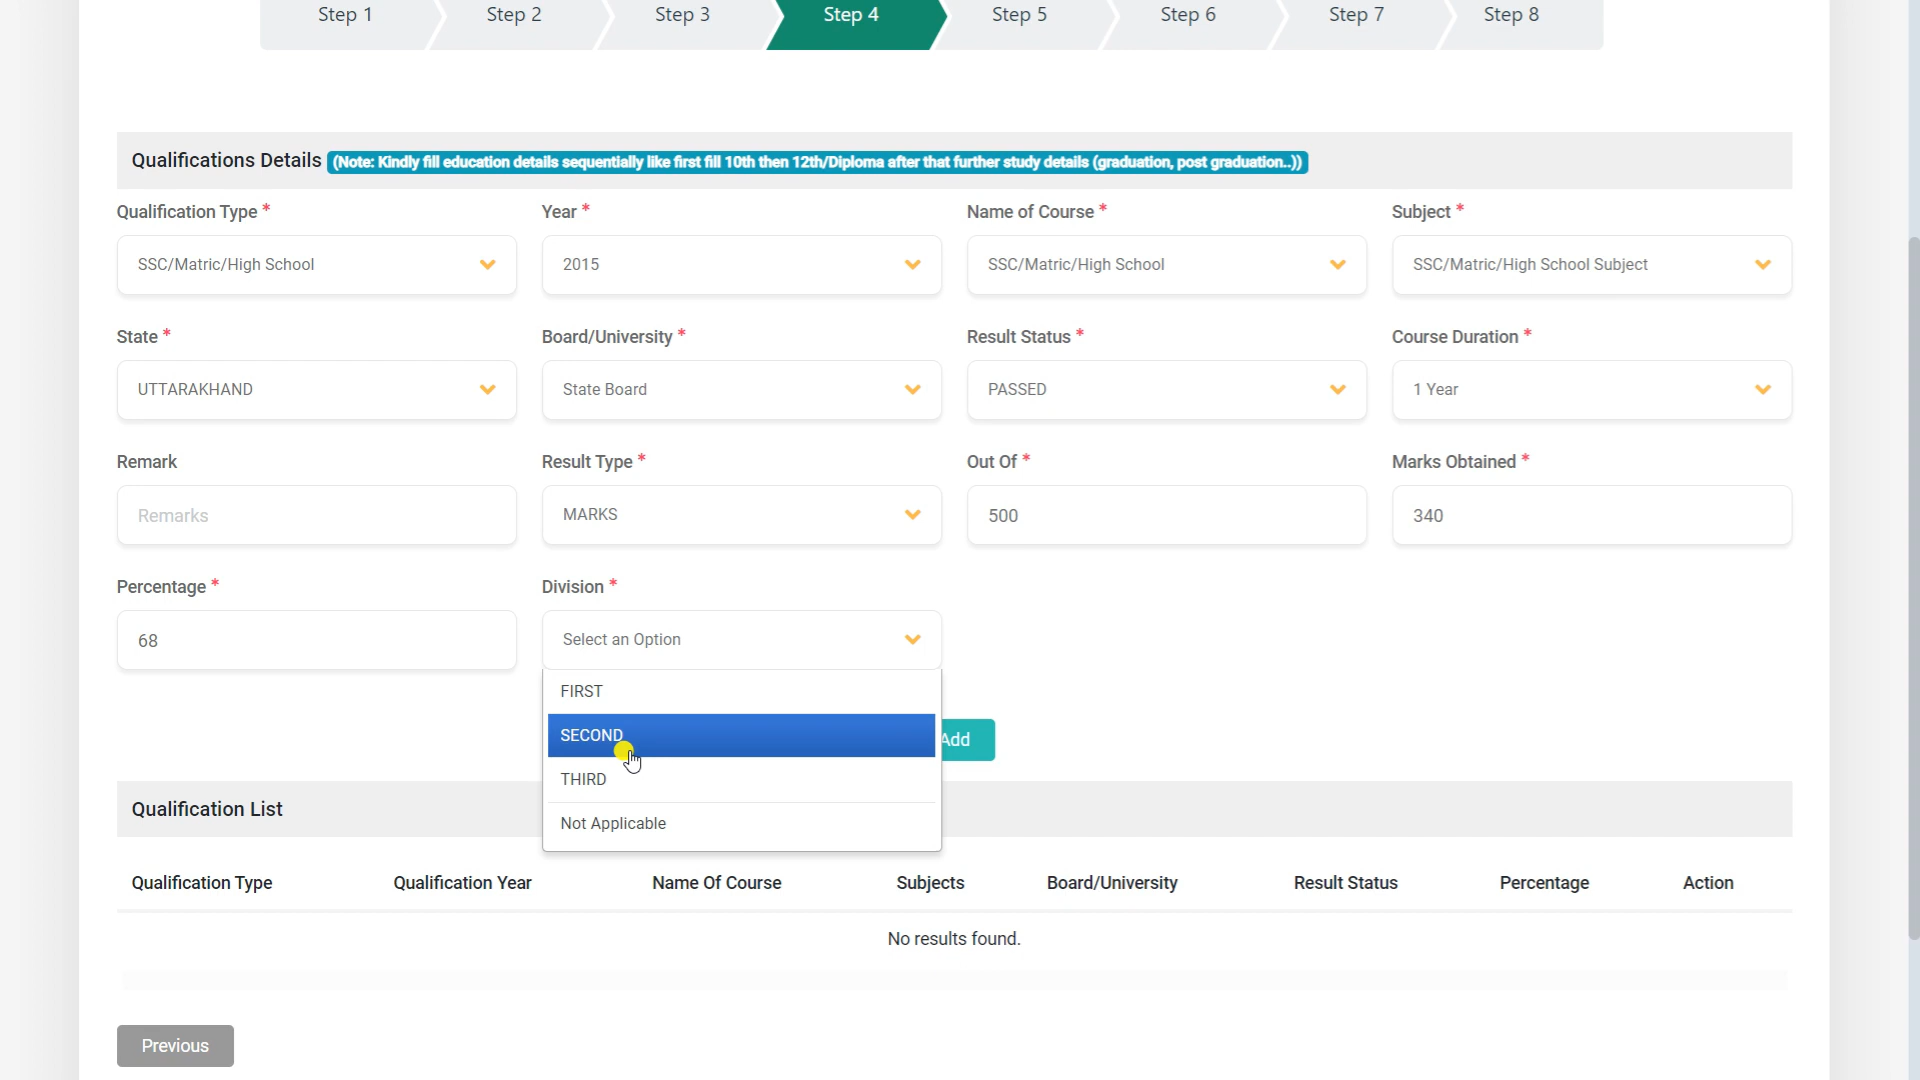 Step 1
Step 2
Step 3
Step 4
Step 5
Step 6
Step 7
Step 8
Qualifications Details (Note: Kindly fill education details sequentially like first fill 10th then 12th/Diploma after that further study details (graduation, post graduation..))
Qualification Type *
Year *
Name of Course *
Subject *
SSC/Matric/High School
2015
SSC/Matric/High School
SSC/Matric/High School Subject
State *
Board/University *
Result Status *
Course Duration *
UTTARAKHAND
State Board
PASSED
1 Year
Remark
Result Type *
Out Of *
Marks Obtained *
Remarks
MARKS
500
340
Percentage *
Division *
68
Select an Option
FIRST
SECOND
THIRD
Not Applicable
Add
Qualification List
Qualification Type
Qualification Year
Name Of Course
Subjects
Board/University
Result Status
Percentage
Action
No results found.
Previous